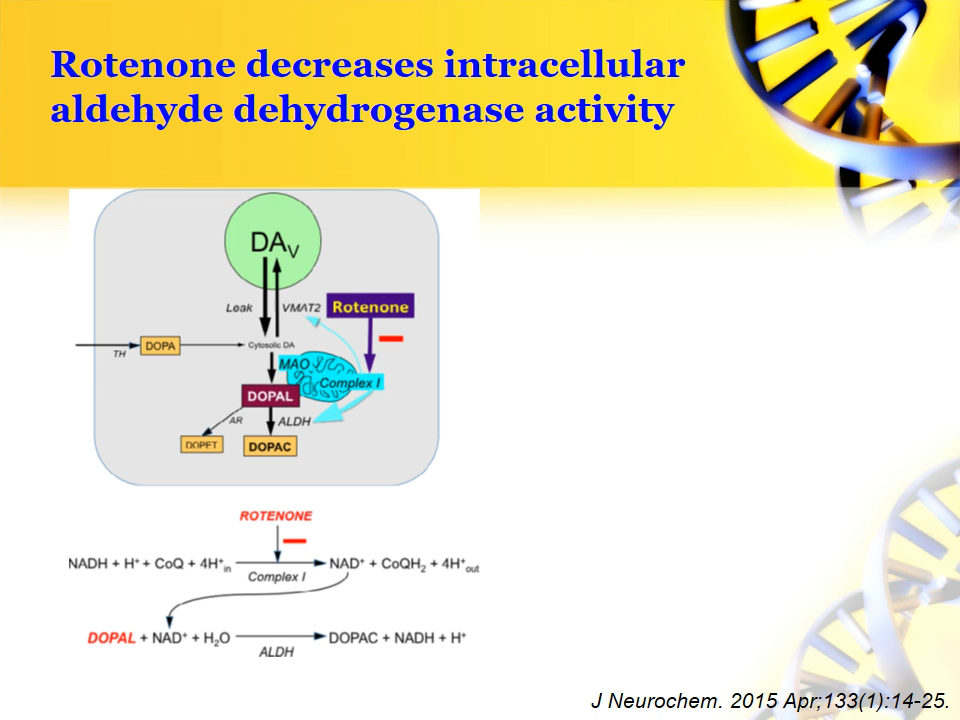 Rotenone decreases intracellular
aldehyde dehydrogenase activity
DAV
Leak
VMAT2
Rotenone
TH
DOPA
Cytosolic DA
MAO
Complex I
DOPAL
AR
ALDH
DOPET
DOPAC
ROTENONE
NADH + H⁺ + CoQ + 4H⁺in
Complex I
NAD⁺ + CoQH₂ + 4H⁺out
DOPAL + NAD⁺ + H₂O
ALDH
DOPAC + NADH + H⁺
J Neurochem. 2015 Apr;133(1):14-25.